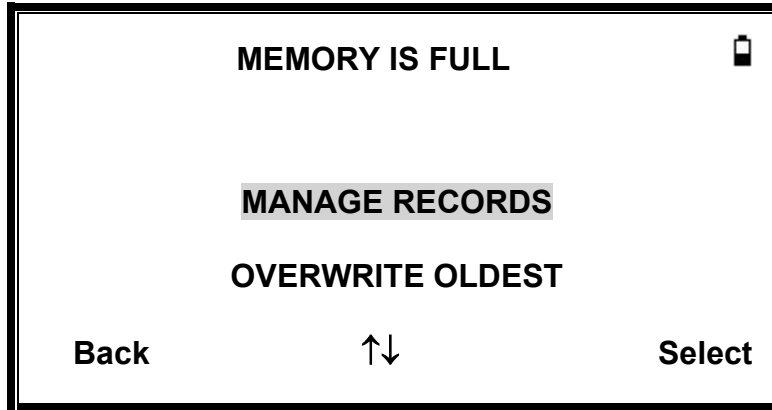 MEMORY IS FULL
MANAGE RECORDS
OVERWRITE OLDEST
Back ↑↓ Select